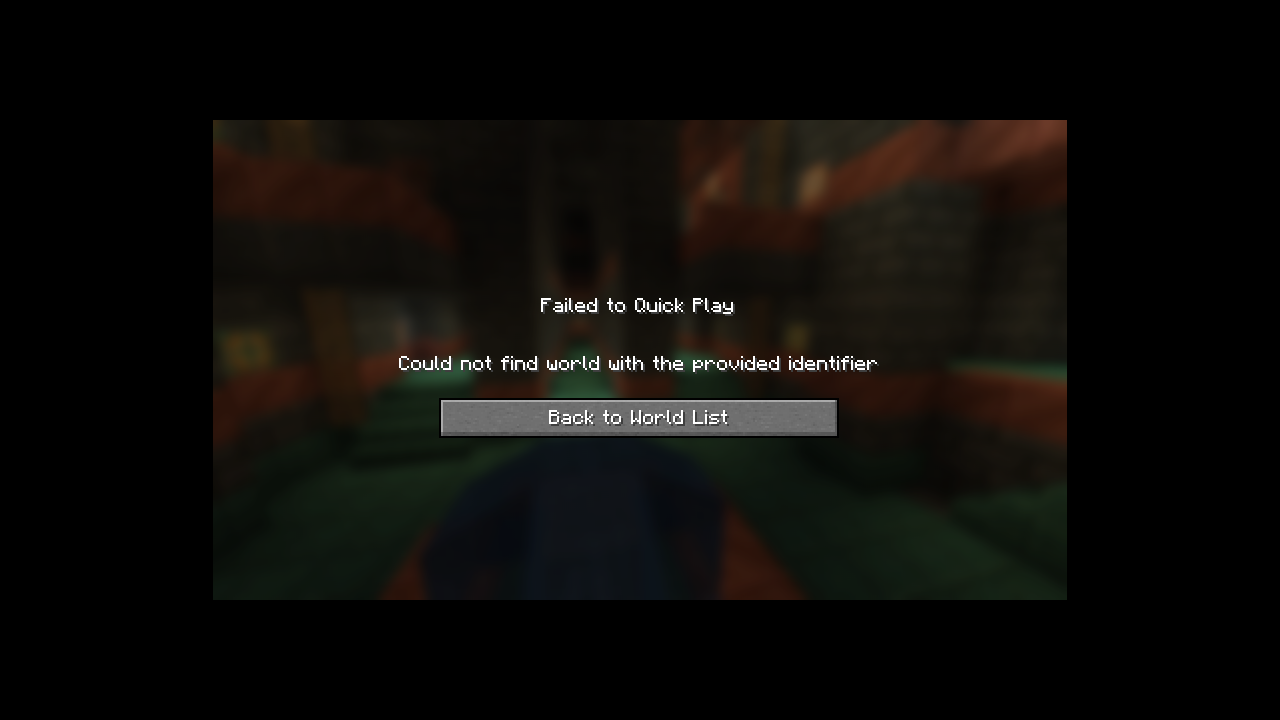 Failed to Quick Play
Could not find world with the provided identifier
Back to World List